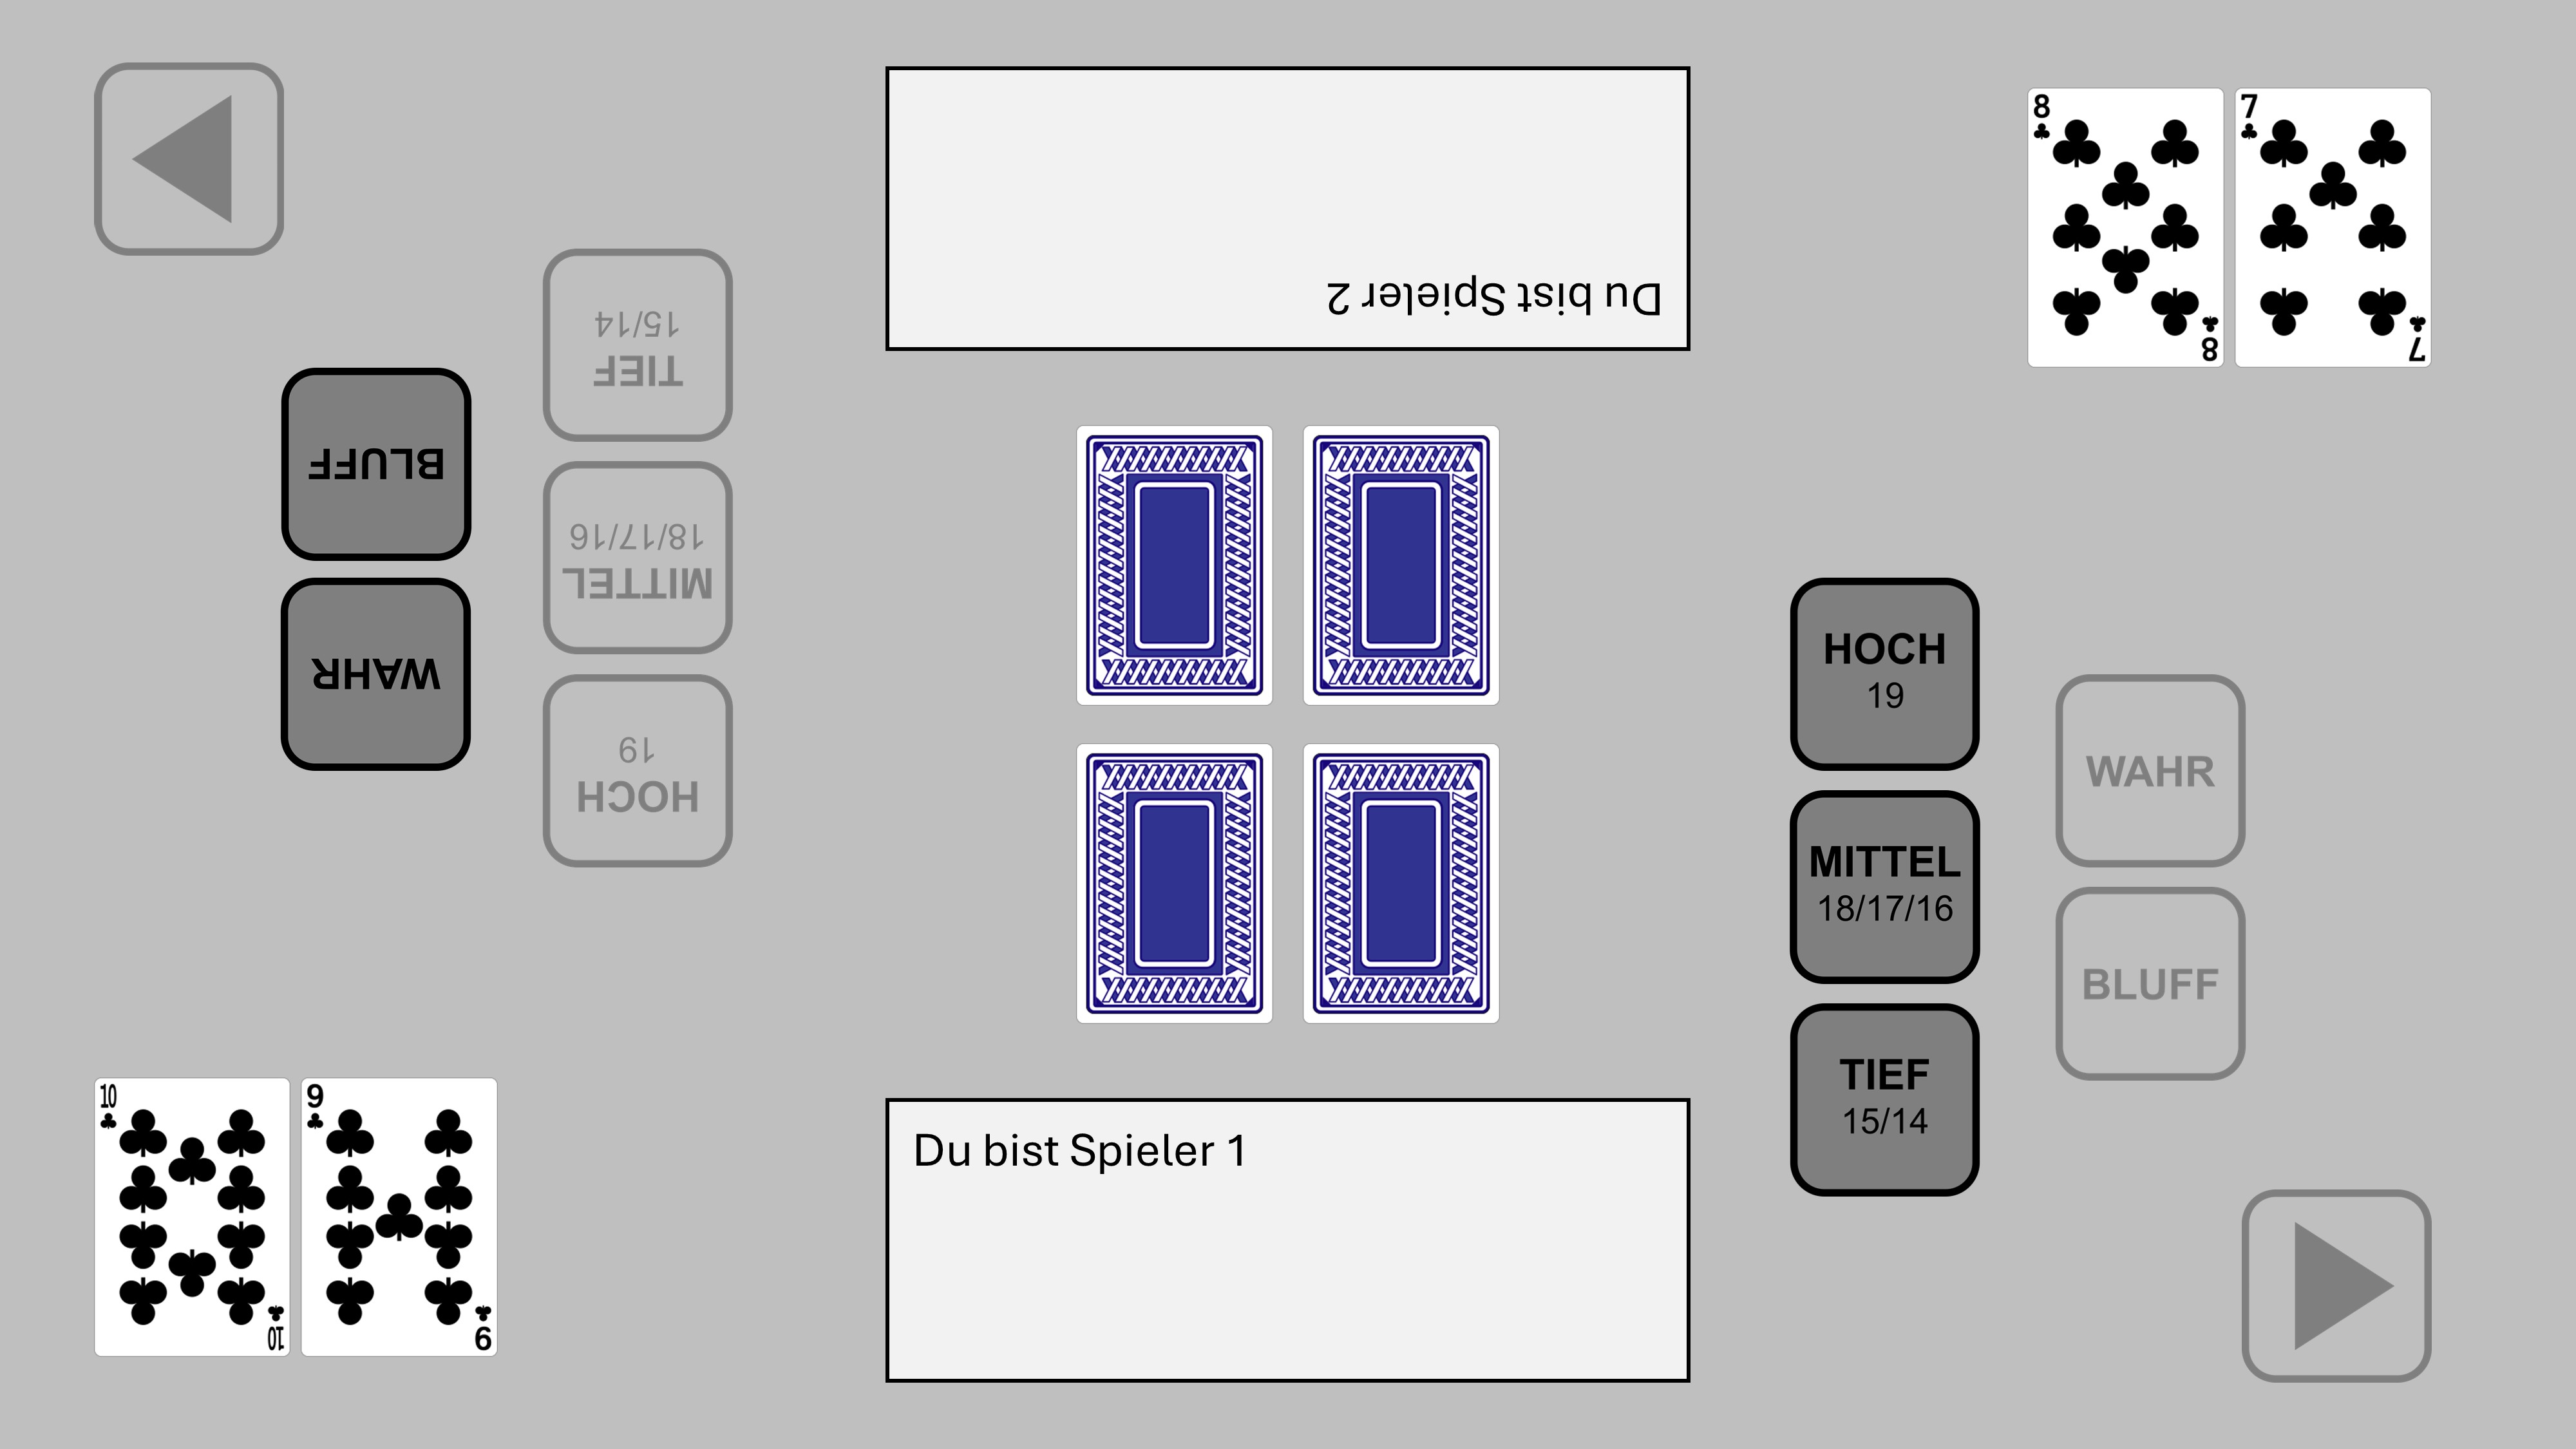 Du bist Spieler 2
8
8
7
7
TIEF
15/14
MITTEL
18/17/16
HOCH
19
BLUFF
WAHR
HOCH
19
MITTEL
18/17/16
TIEF
15/14
WAHR
BLUFF
10
10
9
9
Du bist Spieler 1